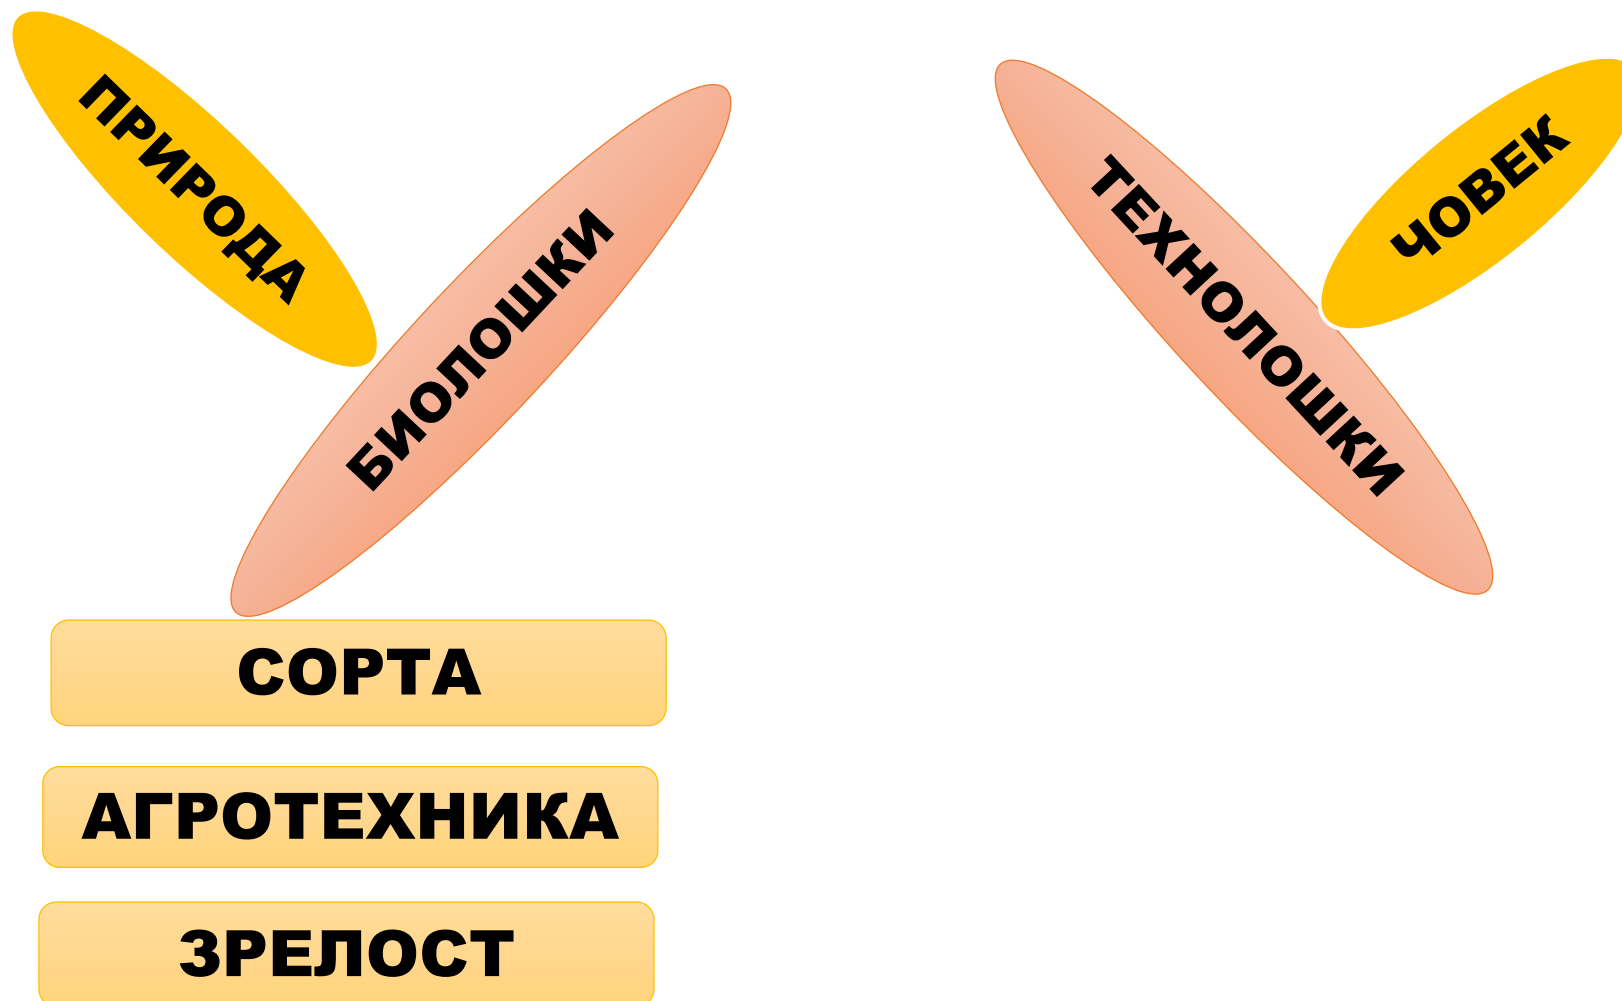 ПРИРОДА
БИОЛОШКИ
ТЕХНОЛОШКИ
ЧОВЕК
СОРТА
АГРОТЕХНИКА
ЗРЕЛОСТ